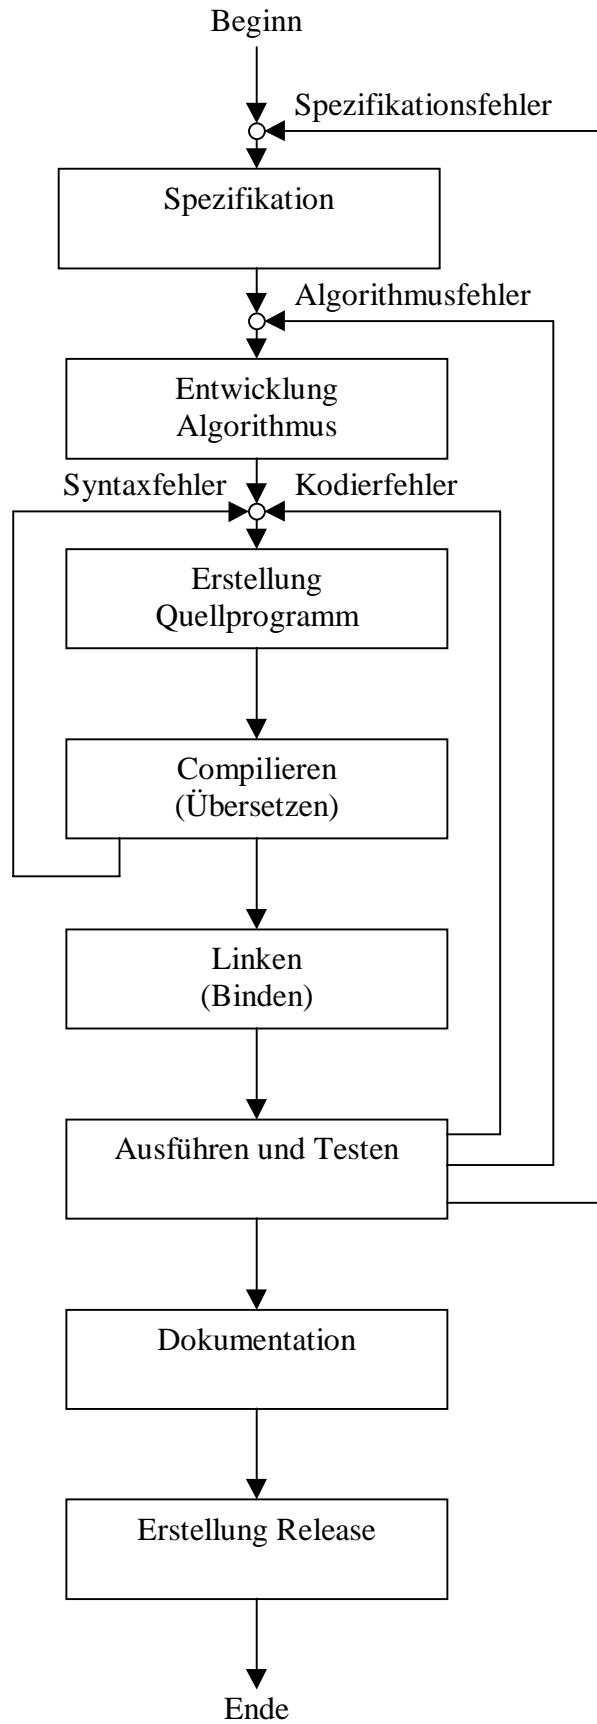 Beginn
Spezifikationsfehler
Spezifikation
Algorithmusfehler
Entwicklung
Algorithmus
Syntaxfehler
Kodierfehler
Erstellung
Quellprogramm
Compilieren
(Übersetzen)
Linken
(Binden)
Ausführen und Testen
Dokumentation
Erstellung Release
Ende